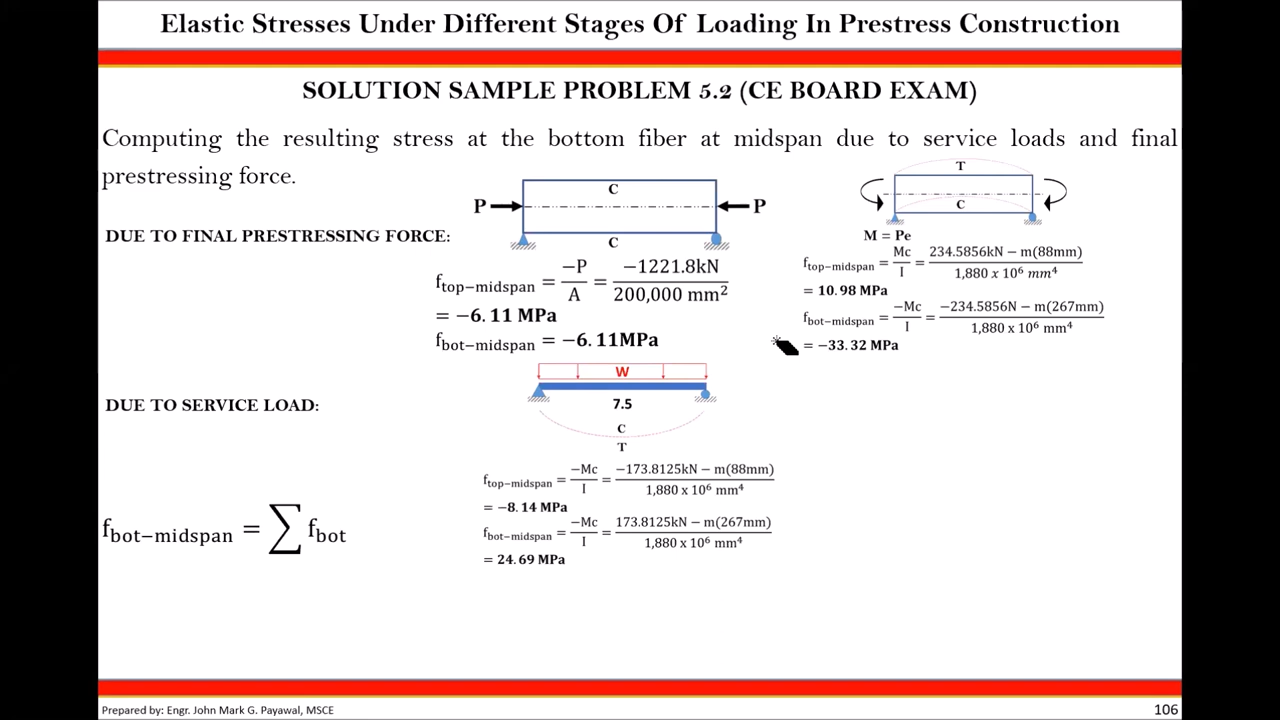 Elastic Stresses Under Different Stages Of Loading In Prestress Construction
SOLUTION SAMPLE PROBLEM 5.2 (CE BOARD EXAM)
Computing the resulting stress at the bottom fiber at midspan due to service loads and final
prestressing force.
DUE TO FINAL PRESTRESSING FORCE:
C
P P
C
f_top−midspan = −P/A = −1221.8kN/200,000 mm²
= −6.11 MPa
f_bot−midspan = −6.11MPa
T
C
M = Pe
f_top−midspan = Mc/I = 234.5856kN − m(88mm)/1,880 x 10⁶ mm⁴
= 10.98 MPa
f_bot−midspan = −Mc/I = −234.5856N − m(267mm)/1,880 x 10⁶ mm⁴
= −33.32 MPa
DUE TO SERVICE LOAD:
W
7.5
C
T
f_top−midspan = −Mc/I = −173.8125kN − m(88mm)/1,880 x 10⁶ mm⁴
= −8.14 MPa
f_bot−midspan = −Mc/I = 173.8125kN − m(267mm)/1,880 x 10⁶ mm⁴
= 24.69 MPa
f_bot−midspan = ∑ f_bot
Prepared by: Engr. John Mark G. Payawal, MSCE
106